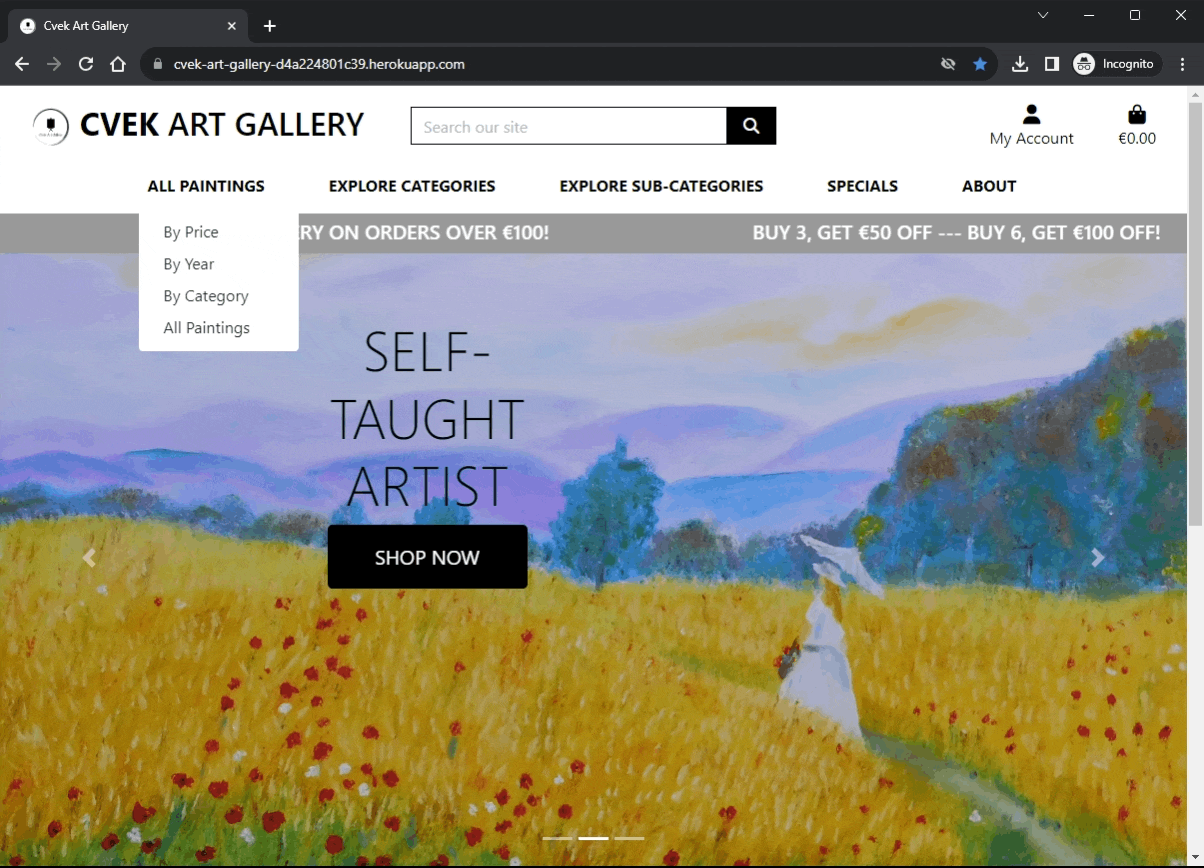 Cvek Art Gallery
cvek-art-gallery-d4a224801c39.herokuapp.com
Incognito
CVEK ART GALLERY
Search our site
My Account
€0.00
ALL PAINTINGS
EXPLORE CATEGORIES
EXPLORE SUB-CATEGORIES
SPECIALS
ABOUT
By Price
By Year
By Category
All Paintings
RY ON ORDERS OVER €100!
BUY 3, GET €50 OFF --- BUY 6, GET €100 OFF!
SELF-
TAUGHT
ARTIST
SHOP NOW